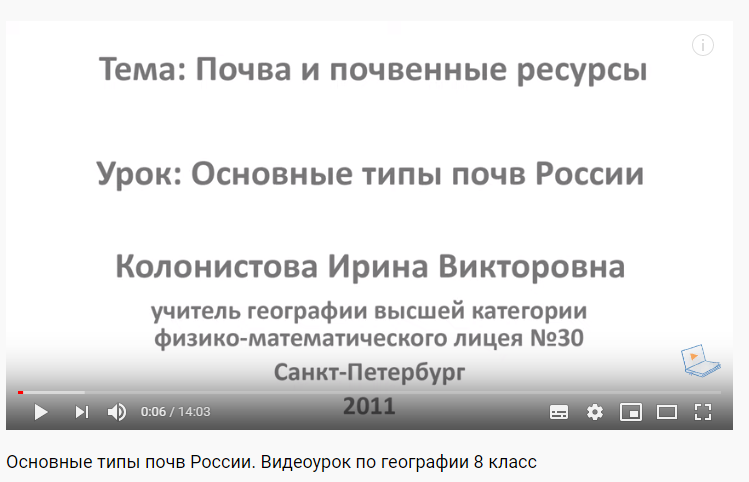 Тема: Почва и почвенные ресурсы
Урок: Основные типы почв России
Колонистова Ирина Викторовна
учитель географии высшей категории
физико-математического лицея №30
Санкт-Петербург
2011
0:06 / 14:03
Основные типы почв России. Видеоурок по географии 8 класс